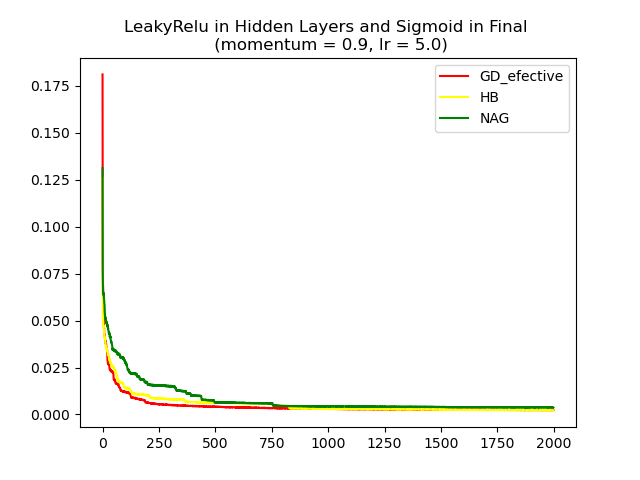 LeakyRelu in Hidden Layers and Sigmoid in Final
(momentum = 0.9, lr = 5.0)
GD_efective
HB
NAG
0.175
0.150
0.125
0.100
0.075
0.050
0.025
0.000
0 250 500 750 1000 1250 1500 1750 2000